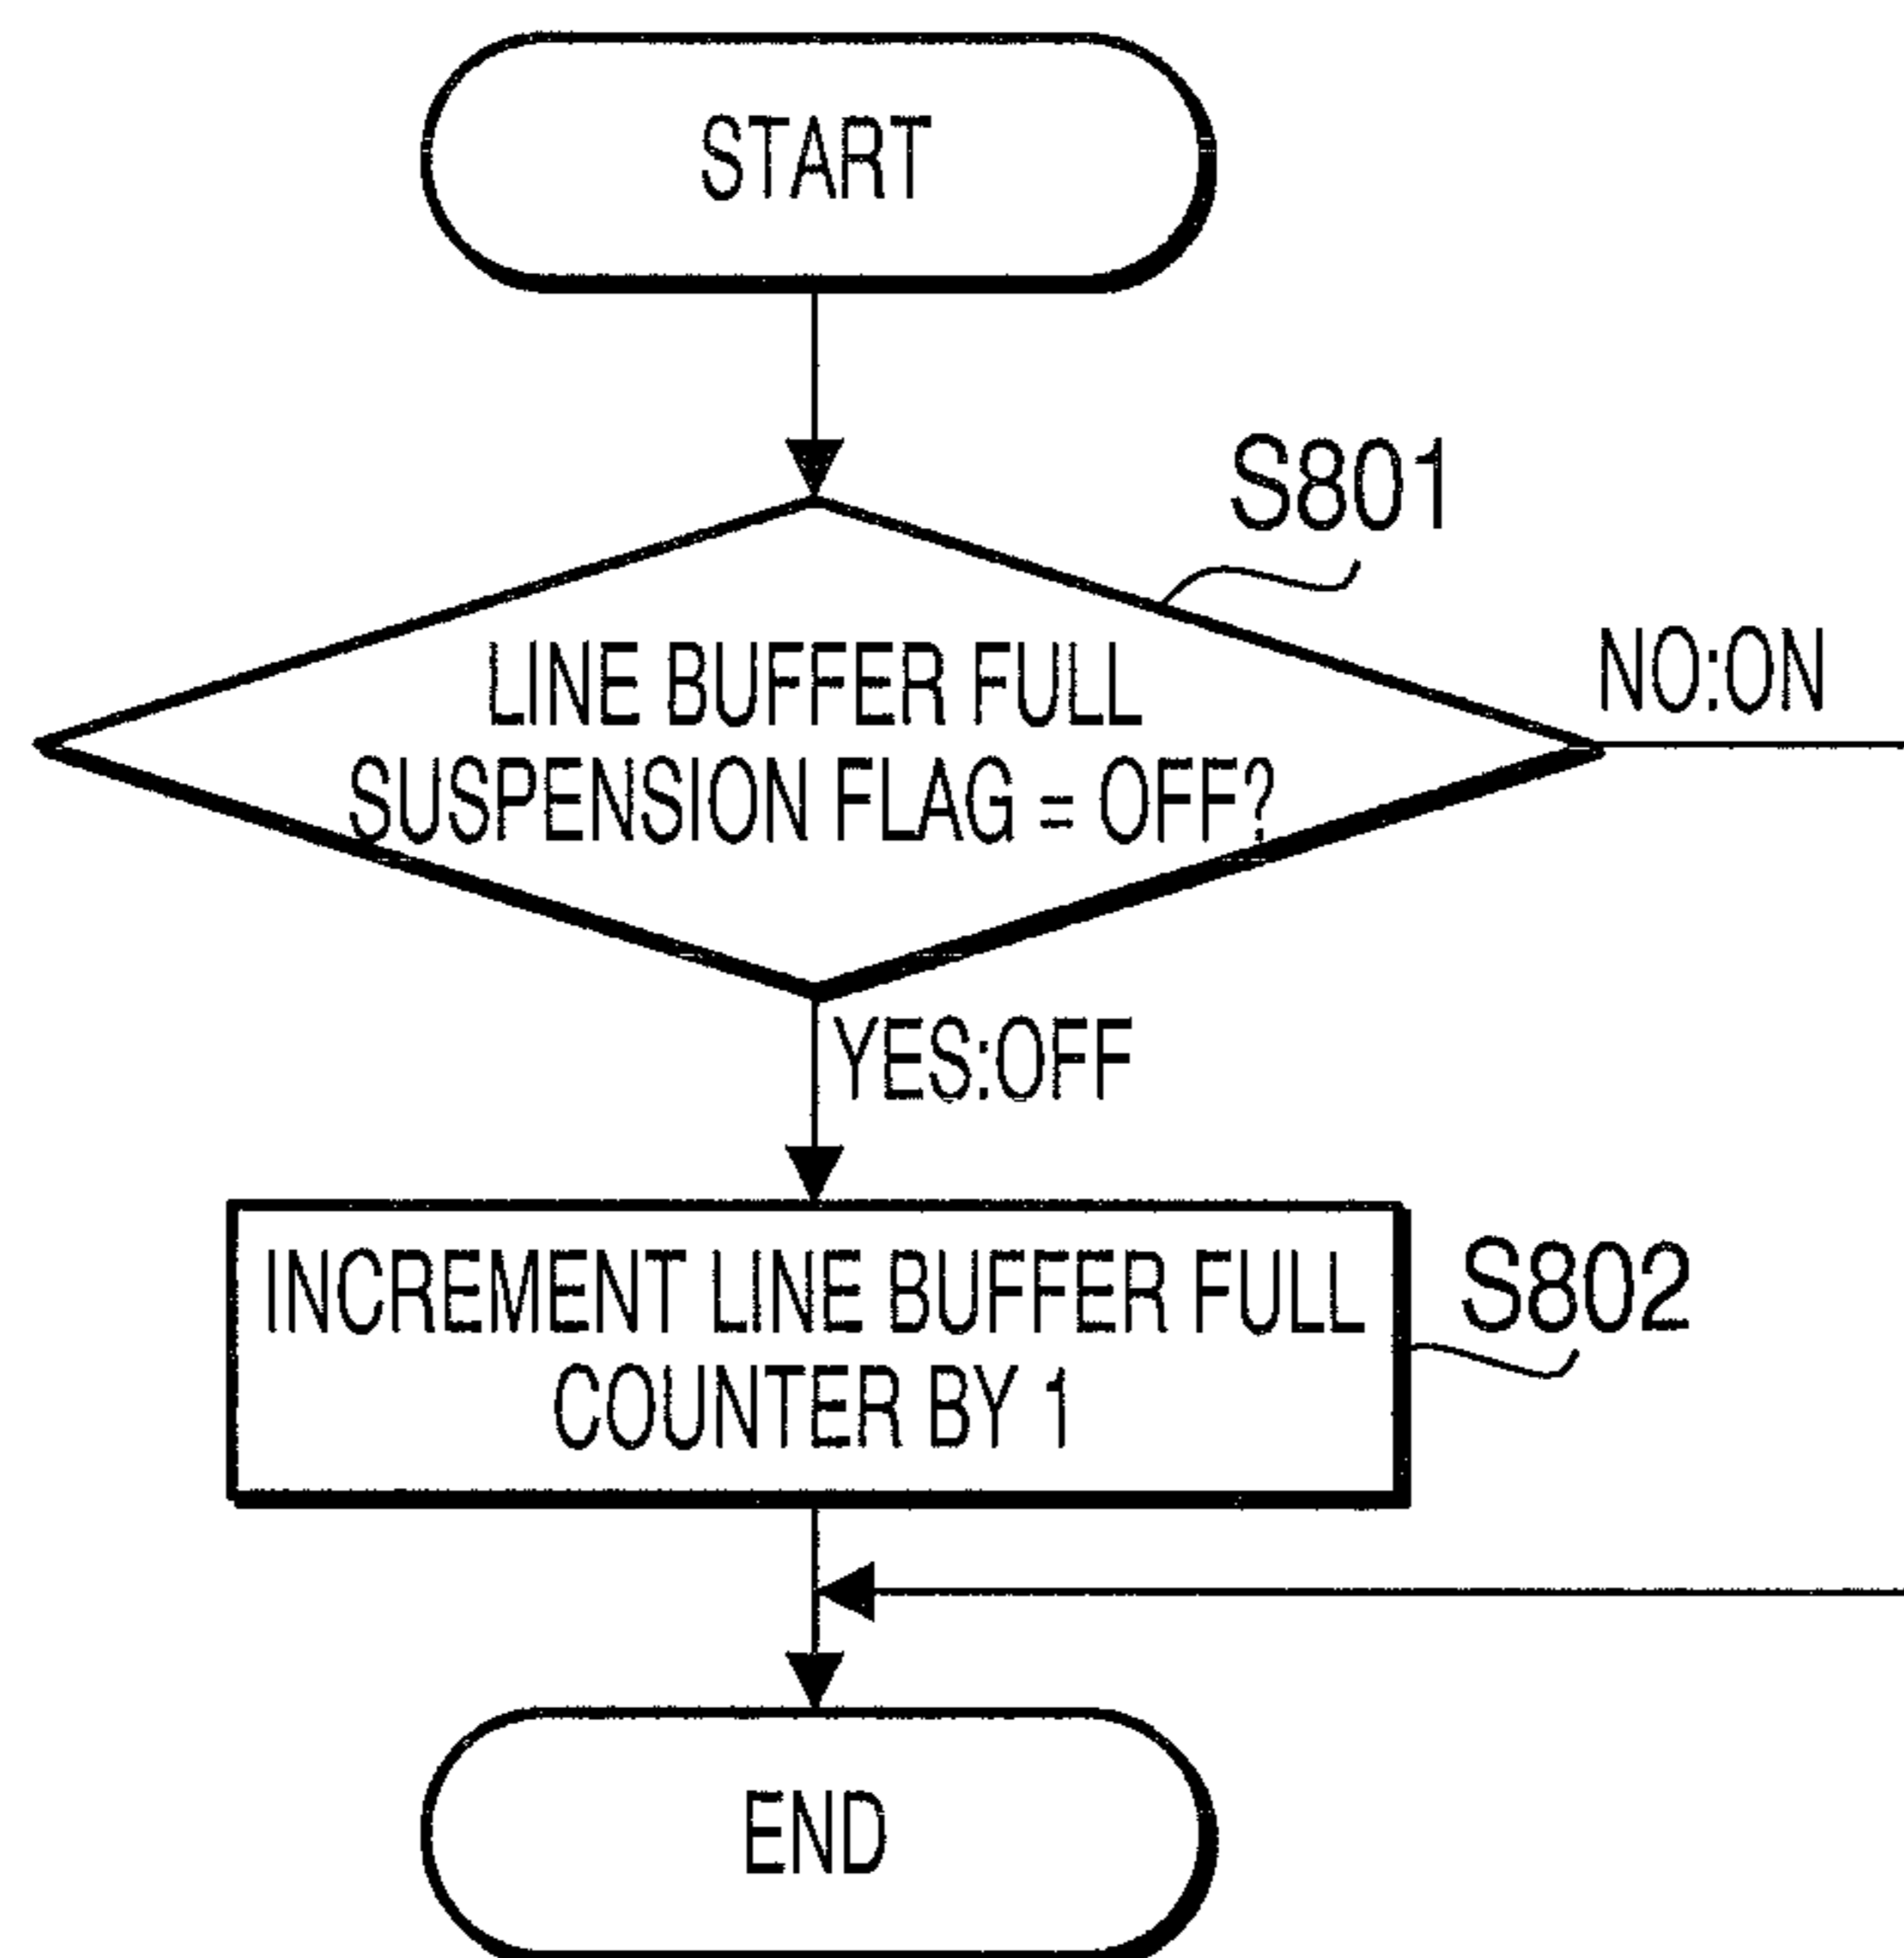 START
S801
LINE BUFFER FULL
SUSPENSION FLAG = OFF?
NO:ON
YES:OFF
INCREMENT LINE BUFFER FULL
COUNTER BY 1
S802
END